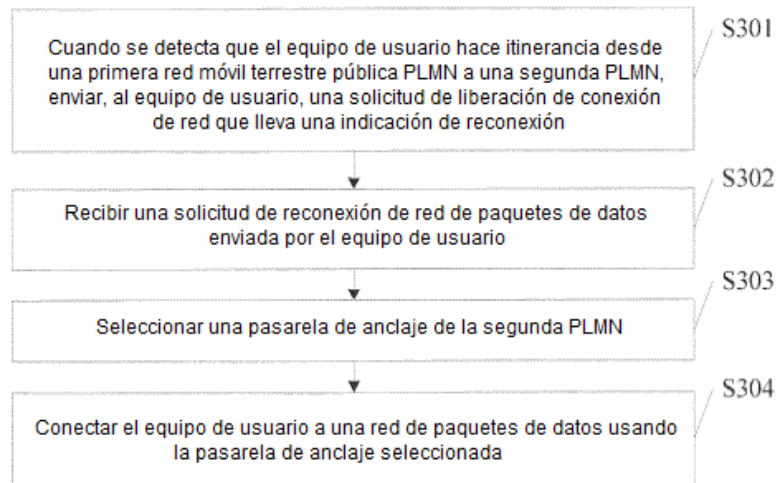 S301
Cuando se detecta que el equipo de usuario hace itinerancia desde
una primera red móvil terrestre pública PLMN a una segunda PLMN,
enviar, al equipo de usuario, una solicitud de liberación de conexión
de red que lleva una indicación de reconexión
S302
Recibir una solicitud de reconexión de red de paquetes de datos
enviada por el equipo de usuario
S303
Seleccionar una pasarela de anclaje de la segunda PLMN
S304
Conectar el equipo de usuario a una red de paquetes de datos usando
la pasarela de anclaje seleccionada